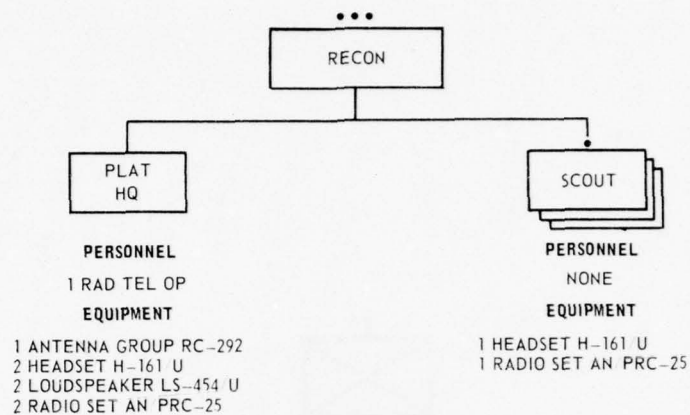 RECON
PLAT
HQ
PERSONNEL
1 RAD TEL OP
EQUIPMENT
1 ANTENNA GROUP RC-292
2 HEADSET H-161 U
2 LOUDSPEAKER LS-454 U
2 RADIO SET AN PRC-25
SCOUT
PERSONNEL
NONE
EQUIPMENT
1 HEADSET H-161 U
1 RADIO SET AN PRC-25